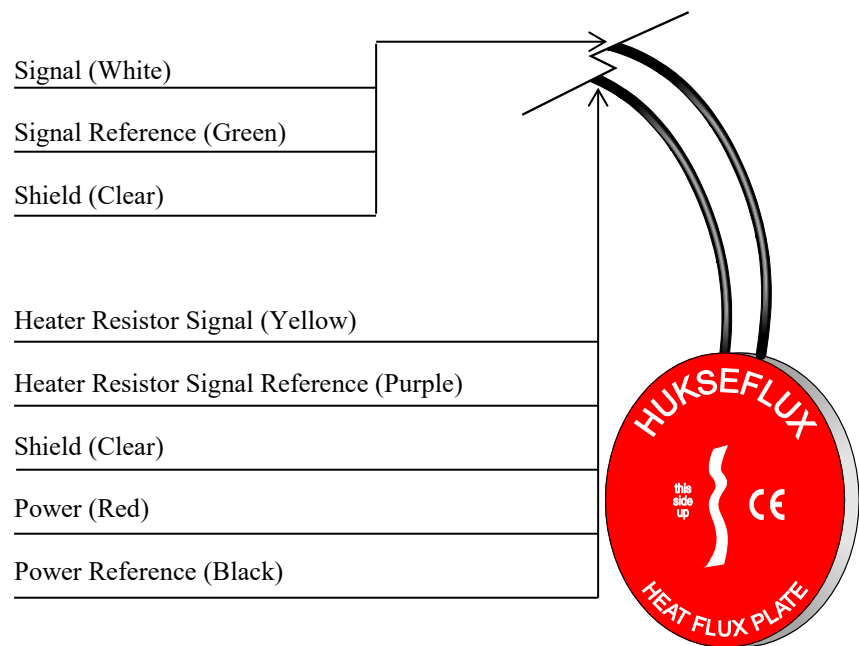 Signal (White)
Signal Reference (Green)
Shield (Clear)
Heater Resistor Signal (Yellow)
Heater Resistor Signal Reference (Purple)
Shield (Clear)
Power (Red)
Power Reference (Black)
HUKSEFLUX
this
side
up
CE
HEAT FLUX PLATE